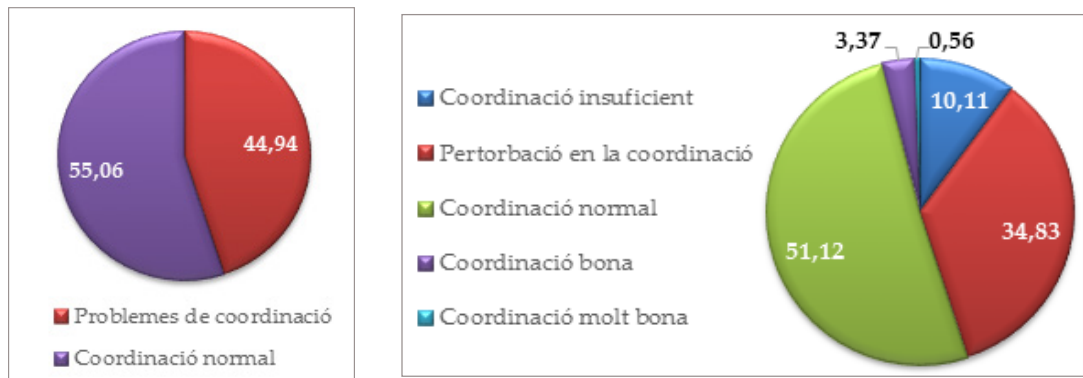 44,94
55,06
Problemes de coordinació
Coordinació normal
3,37
0,56
Coordinació insuficient
10,11
Pertorbació en la coordinació
Coordinació normal
34,83
51,12
Coordinació bona
Coordinació molt bona